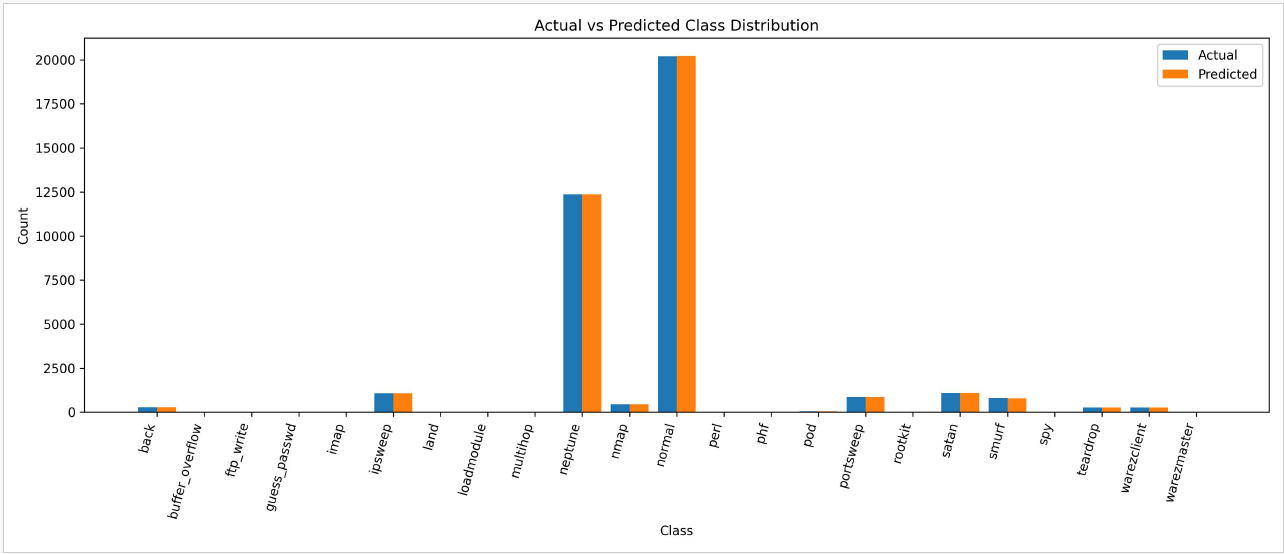 Actual vs Predicted Class Distribution
Actual
Predicted
20000
17500
15000
12500
10000
7500
5000
2500
0
Count
back
buffer_overflow
ftp_write
guess_passwd
imap
ipsweep
land
loadmodule
multihop
neptune
nmap
normal
perl
phf
pod
portsweep
rootkit
satan
smurf
spy
teardrop
warezclient
warezmaster
Class